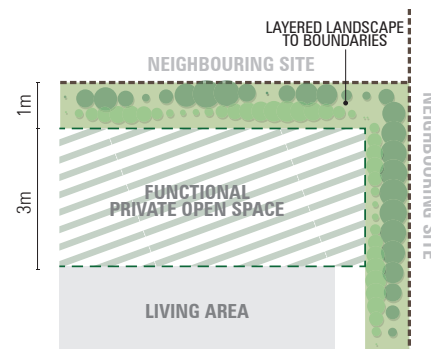 LAYERED LANDSCAPE
TO BOUNDARIES
NEIGHBOURING SITE
1m
NEIGHBOURING SITE
3m
FUNCTIONAL
PRIVATE OPEN SPACE
LIVING AREA